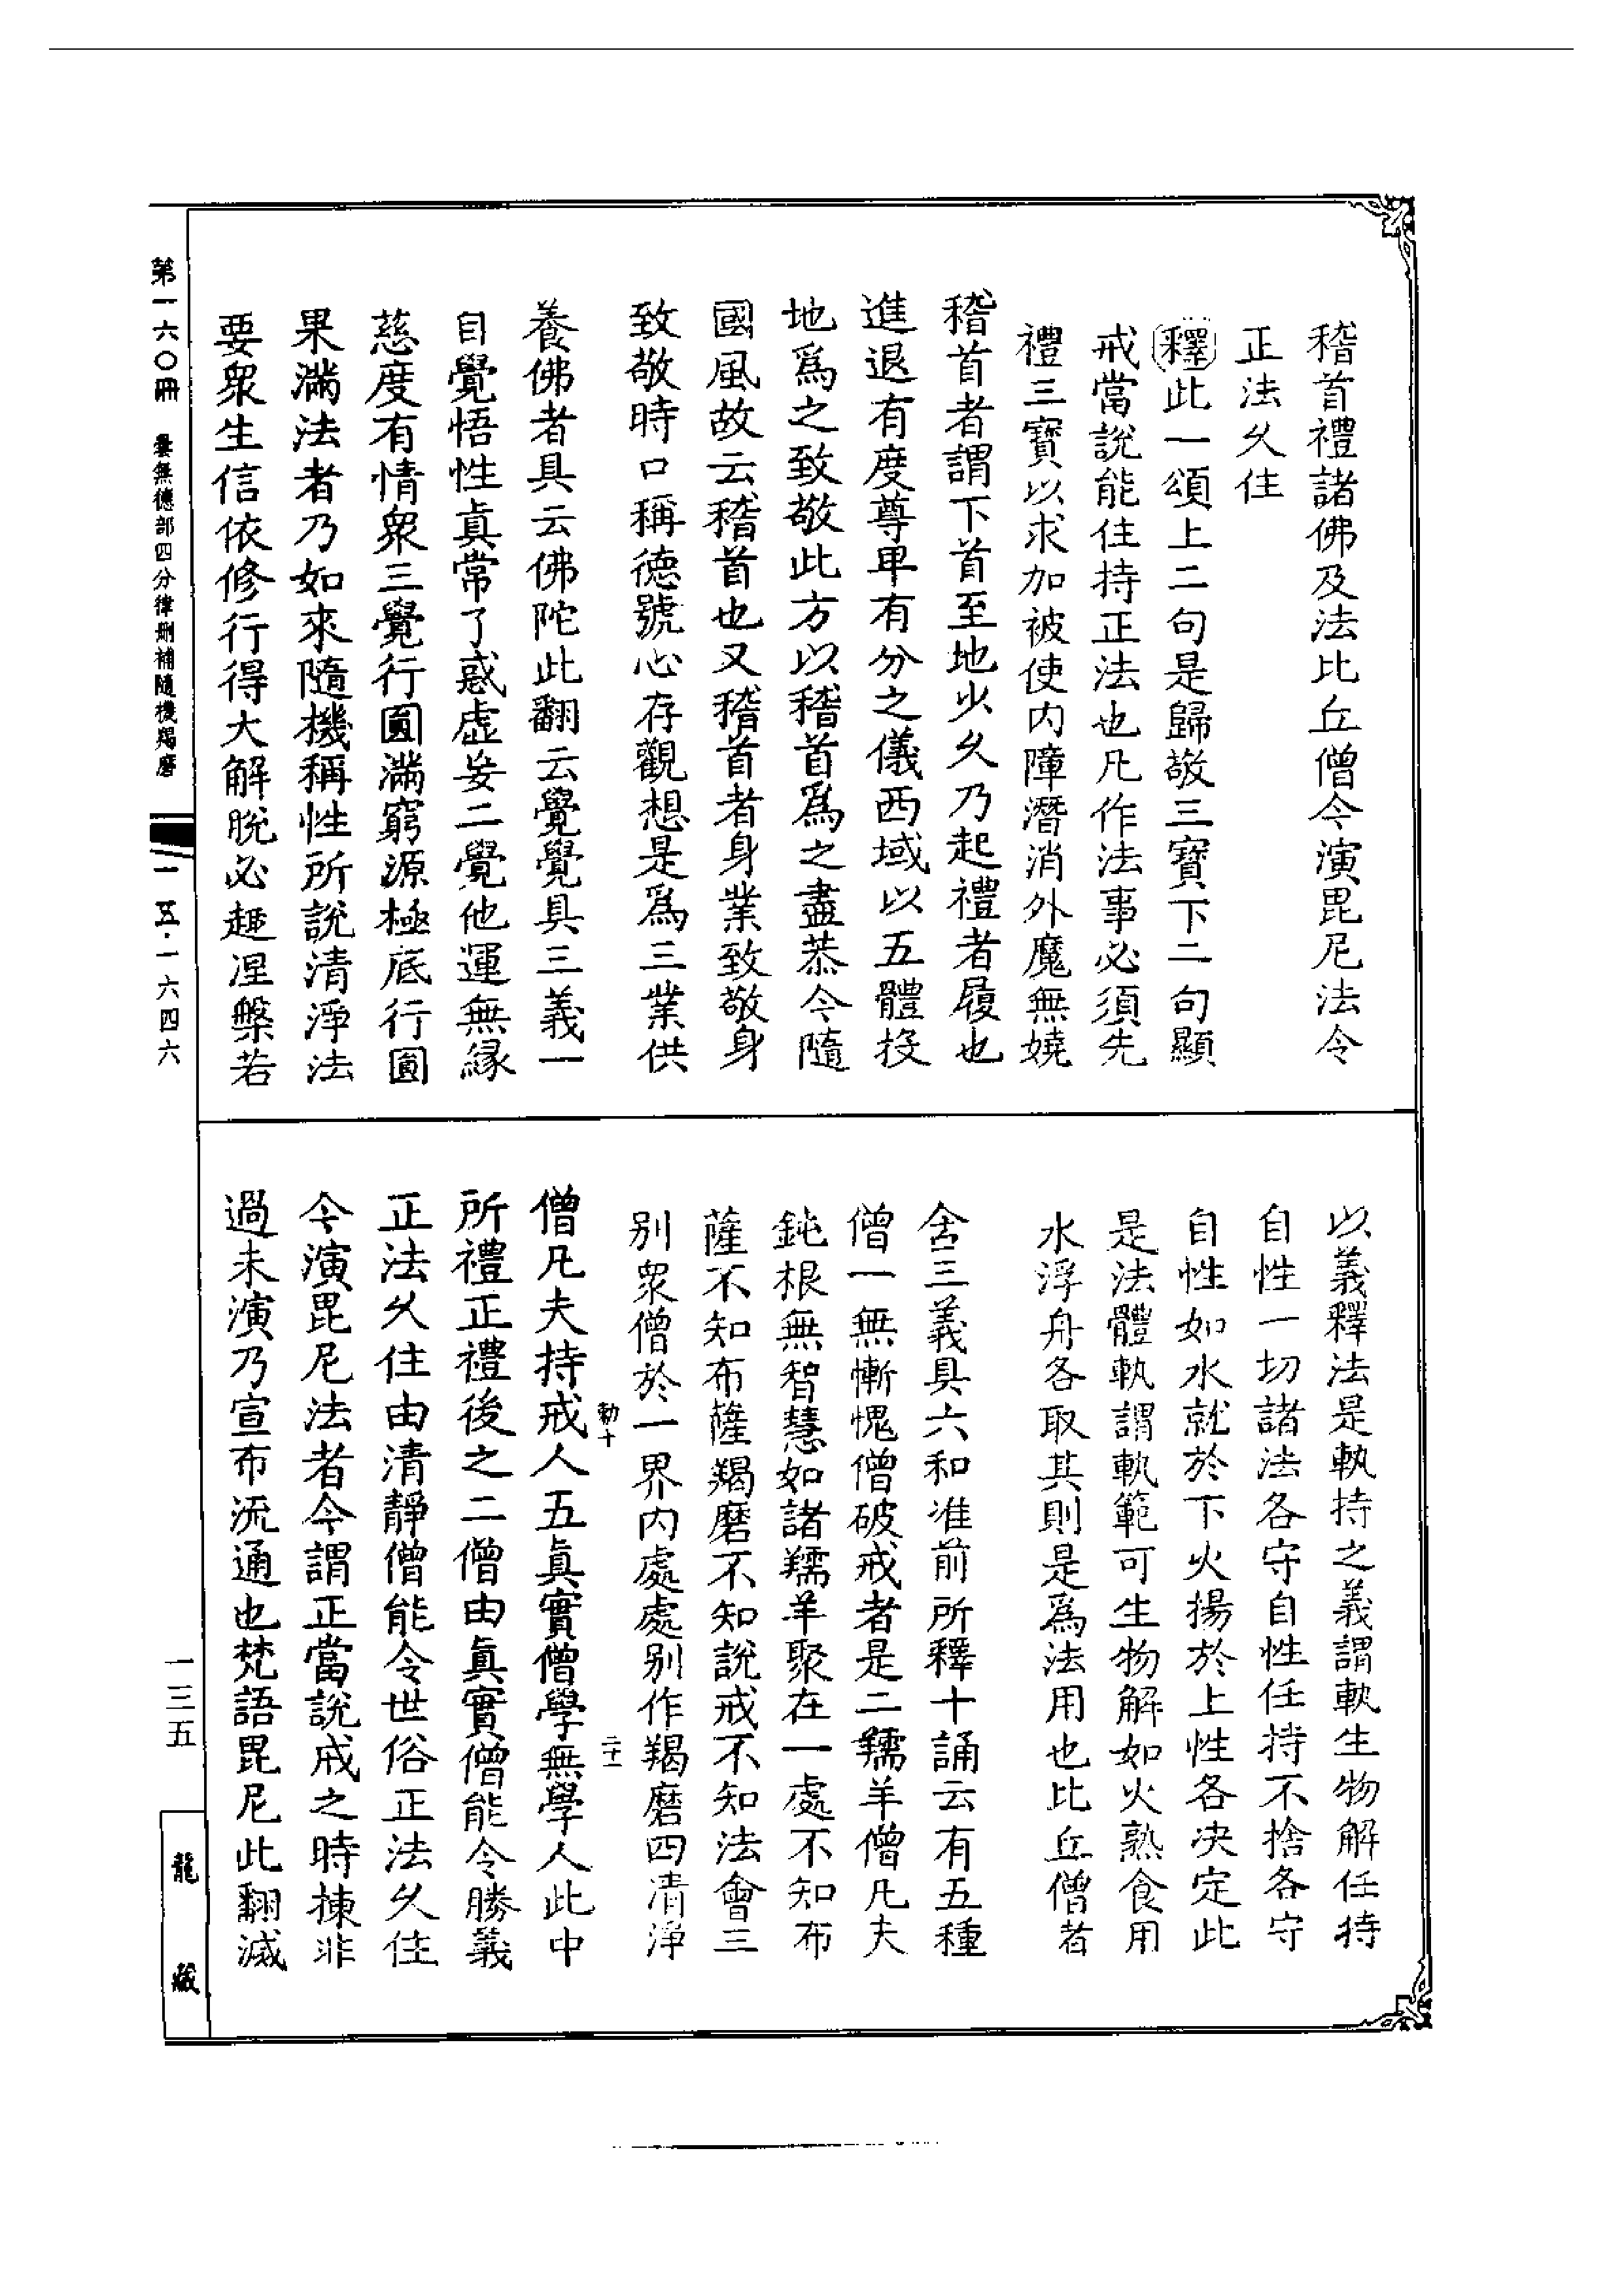 稽首禮諸佛及法比丘僧今演毘尼法令
正法久住
釋此一頌上二句是歸敬三寶下二句顯
戒當說能住持正法也凡作法事必須先
禮三寶以求加被使内障潛消外魔無嬈
稽首者謂下首至地少久乃起禮者履也
進退有度尊卑有分之儀西域以五體投
地爲之致敬此方以稽首爲之盡恭今隨
國風故云稽首也又稽首者身業致敬身
致敬時口稱德號心存觀想是爲三業供
養佛者具云佛陀此翻云覺覺具三義一
自覺悟性眞常了惑虛妄二覺他運無緣
慈度有情衆三覺行圓滿窮源極底行圓
果滿法者乃如來隨機稱性所說清淨法
要衆生信依修行得大解脫必趣涅槃若
以義釋法是軌持之義謂軌生物解任持
自性一切諸法各守自性任持不捨各守
自性如水就於下火揚於上性各决定此
是法體軌謂軌範可生物解如火熟食用
水浮舟各取其則是爲法用也比丘僧者
含三義具六和准前所釋十誦云有五種
僧一無慚愧僧破戒者是二羺羊僧凡夫
鈍根無智慧如諸羺羊聚在一處不知布
薩不知布薩羯磨不知說戒不知法會三
别衆僧於一界内處處别作羯磨四清淨
勒十
二十一
僧凡夫持戒人五眞實僧學無學人此中
所禮正禮後之二僧由眞實僧能令勝義
正法久住由清靜僧能令世俗正法久住
今演毘尼法者今謂正當說戒之時揀非
過未演乃宣布流通也梵語毘尼此翻滅
第一六〇冊
曇無德部四分律刪補隨機羯磨
一五·一六四六
一三五
龍藏